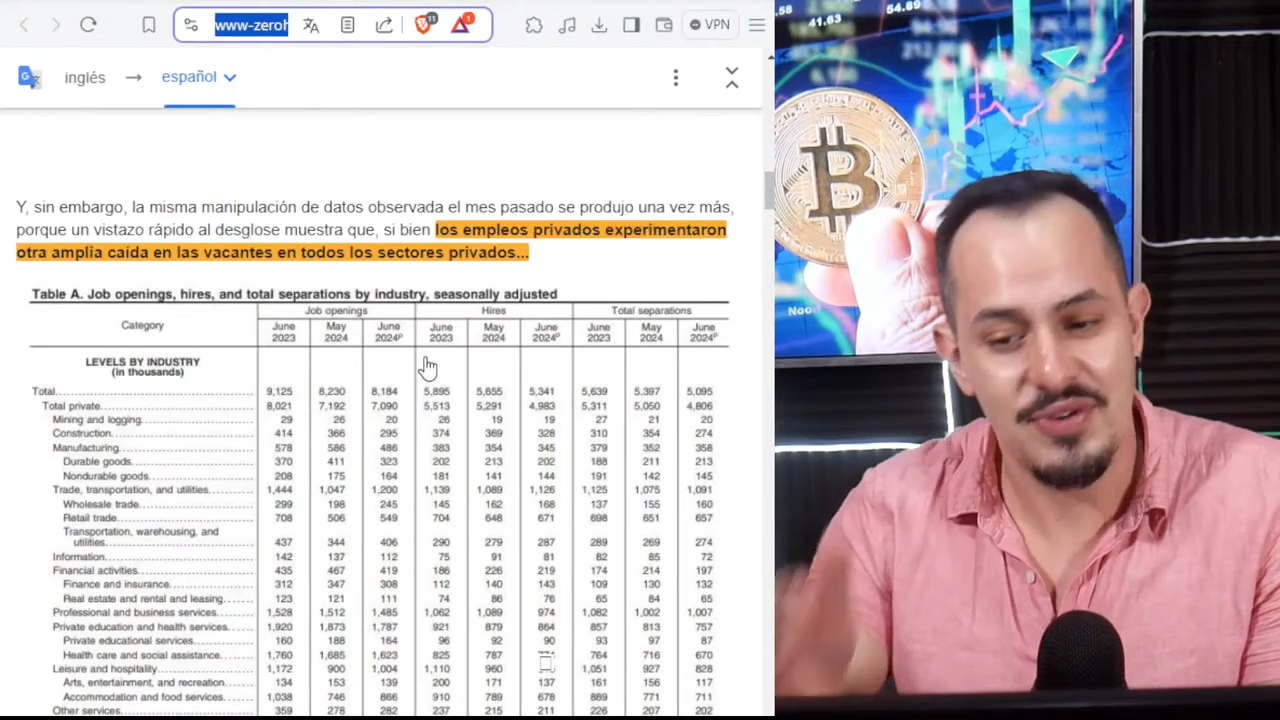 www-zeroh
11
1
VPN
inglés → español
Y, sin embargo, la misma manipulación de datos observada el mes pasado se produjo una vez más,
porque un vistazo rápido al desglose muestra que, si bien los empleos privados experimentaron
otra amplia caída en las vacantes en todos los sectores privados...
Table A. Job openings, hires, and total separations by industry, seasonally adjusted
Category Job openings Hires Total separations
June 2023 May 2024 June 2024ᵖ June 2023 May 2024 June 2024ᵖ June 2023 May 2024 June 2024ᵖ
LEVELS BY INDUSTRY
(in thousands)
Total 9,125 8,230 8,184 5,895 5,655 5,341 5,639 5,397 5,095
Total private 8,021 7,192 7,090 5,513 5,291 4,983 5,311 5,050 4,806
Mining and logging 29 26 20 26 19 19 27 21 20
Construction 414 366 295 374 369 328 310 354 274
Manufacturing 578 586 486 383 354 345 379 352 358
Durable goods 370 411 323 202 213 202 188 211 213
Nondurable goods 208 175 164 181 141 144 191 142 145
Trade, transportation, and utilities 1,444 1,047 1,200 1,139 1,089 1,126 1,125 1,075 1,091
Wholesale trade 299 198 245 145 162 168 137 155 160
Retail trade 708 506 549 704 648 671 698 651 657
Transportation, warehousing, and
utilities 437 344 406 290 279 287 289 269 274
Information 142 137 112 75 91 81 82 85 72
Financial activities 435 467 419 186 226 219 174 214 197
Finance and insurance 312 347 308 112 140 143 109 130 132
Real estate and rental and leasing 123 121 111 74 86 76 65 84 65
Professional and business services 1,528 1,512 1,485 1,062 1,089 974 1,082 1,002 1,007
Private education and health services 1,920 1,873 1,787 921 879 864 857 813 757
Private educational services 160 188 164 96 92 90 93 97 87
Health care and social assistance 1,760 1,685 1,623 825 787 764 716 670
Leisure and hospitality 1,172 900 1,004 1,110 960 1,051 927 828
Arts, entertainment, and recreation 134 153 139 200 171 137 161 156 117
Accommodation and food services 1,038 746 866 910 789 678 889 771 711
Other services 359 278 282 237 215 211 226 207 202
41.63
54.89